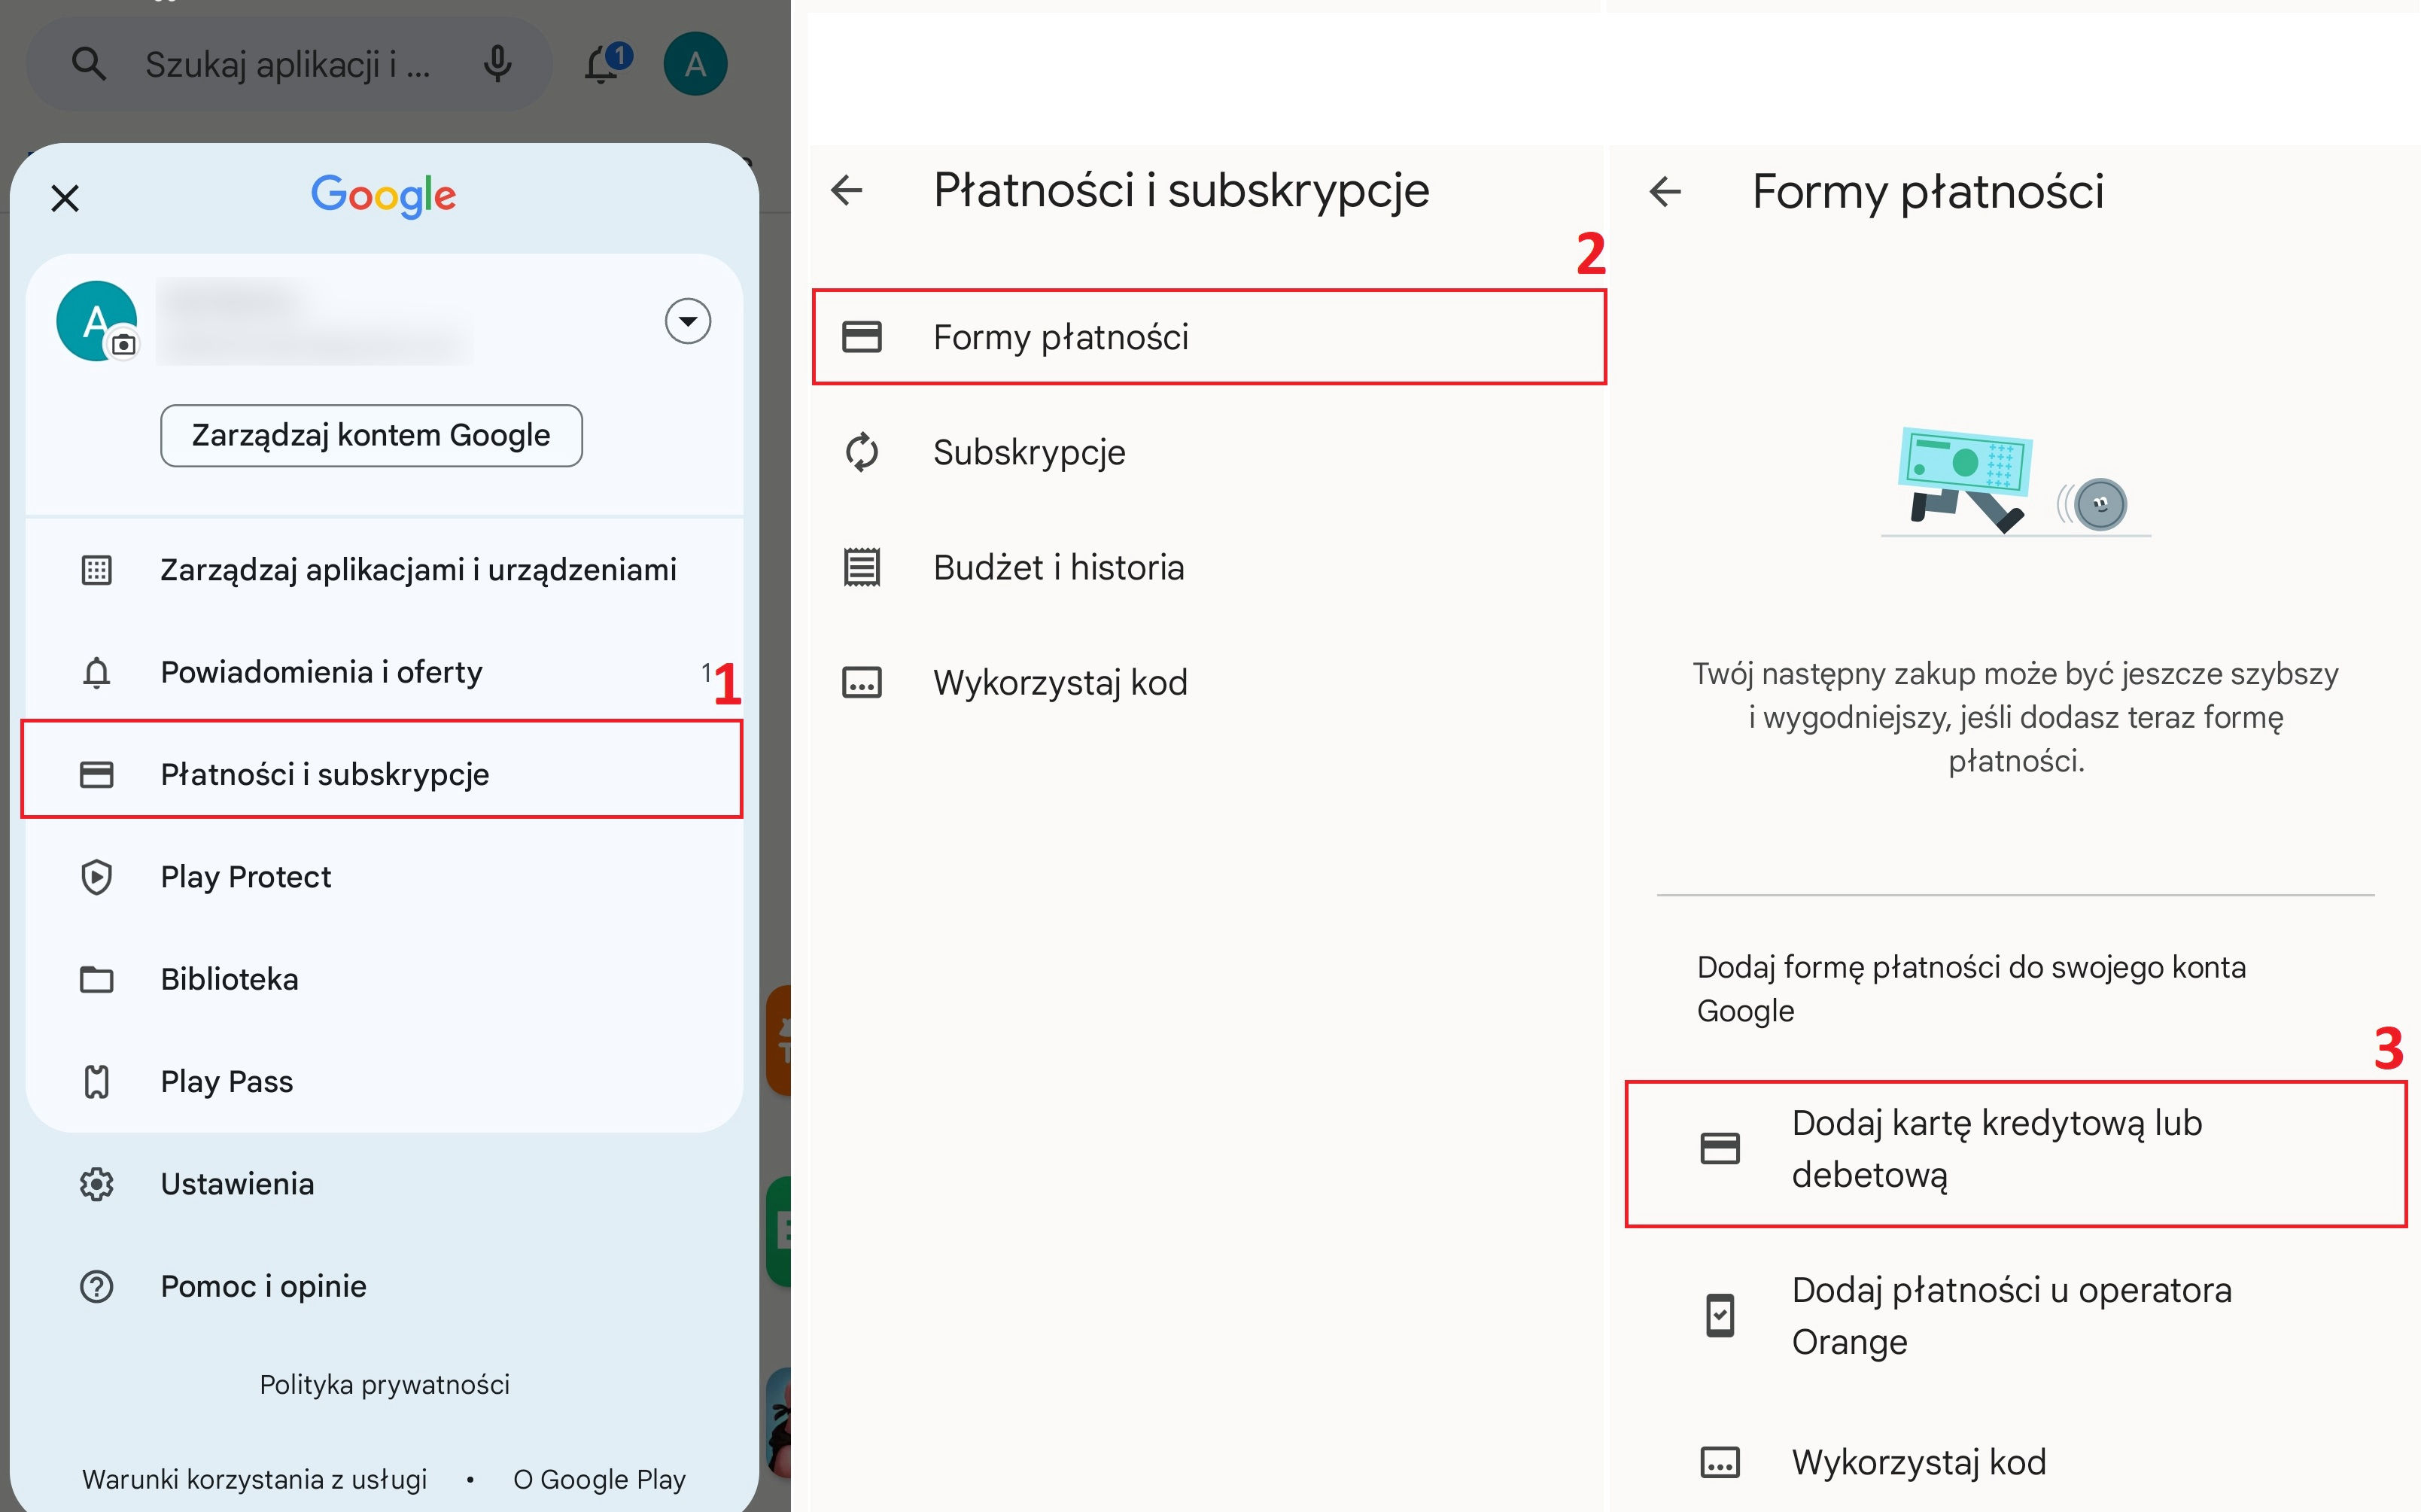 Szukaj aplikacji i ...
1
A
Google
A
Zarządzaj kontem Google
Zarządzaj aplikacjami i urządzeniami
Powiadomienia i oferty
1
1
Płatności i subskrypcje
Play Protect
Biblioteka
Play Pass
Ustawienia
Pomoc i opinie
Polityka prywatności
Warunki korzystania z usługi • O Google Play
Płatności i subskrypcje
2
Formy płatności
Subskrypcje
Budżet i historia
Wykorzystaj kod
Formy płatności
Twój następny zakup może być jeszcze szybszy
i wygodniejszy, jeśli dodasz teraz formę
płatności.
Dodaj formę płatności do swojego konta
Google
3
Dodaj kartę kredytową lub
debetową
Dodaj płatności u operatora
Orange
Wykorzystaj kod